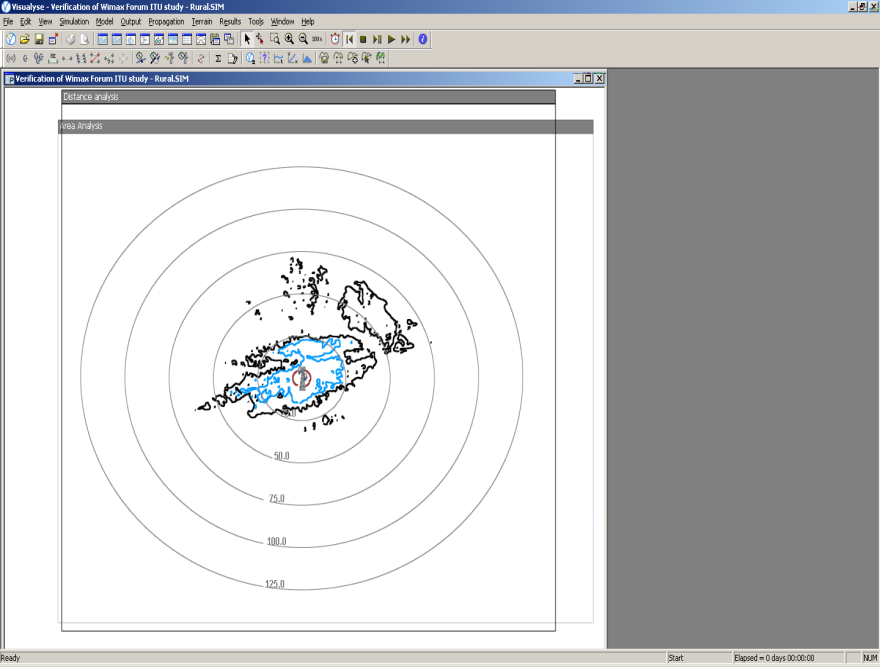 Visualyse - Verification of Wimax Forum ITU study - Rural.SIM
File Edit View Simulation Model Output Propagation Terrain Results Tools Window Help
100%
Verification of Wimax Forum ITU study - Rural.SIM
Distance analysis
Area Analysis
50.0
75.0
100.0
125.0
Ready
Start
Elapsed = 0 days 00:00:00
NUM